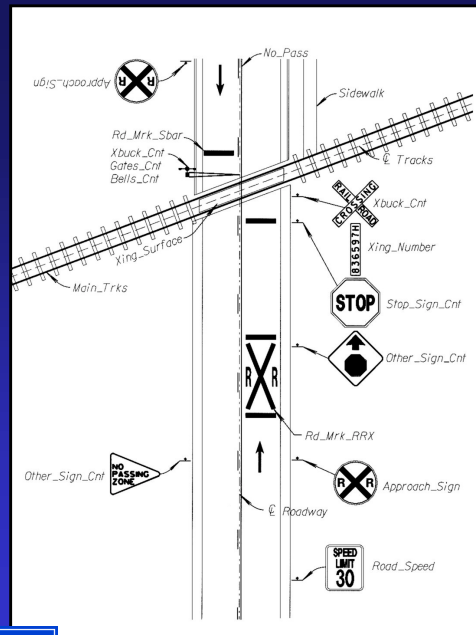 No_Pass
Approach_Sign
R R
Sidewalk
Rd_Mrk_Sbar
Xbuck_Cnt
Gates_Cnt
Bells_Cnt
℄ Tracks
RAILROAD
CROSSING
Xbuck_Cnt
Xing_Surface
836597H
Xing_Number
Main_Trks
STOP
Stop_Sign_Cnt
Other_Sign_Cnt
R R
Rd_Mrk_RRX
Other_Sign_Cnt
NO
PASSING
ZONE
R R
Approach_Sign
℄ Roadway
SPEED
LIMIT
30
Road_Speed